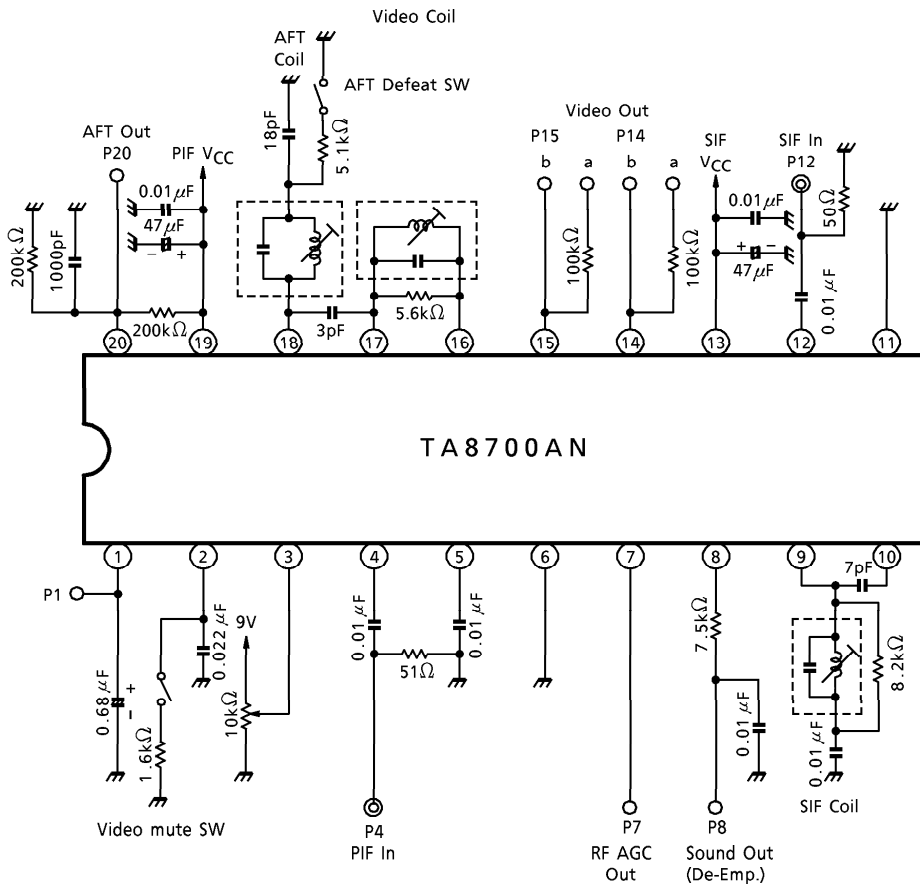 Video Coil
AFT
Coil
AFT Defeat SW
18pF
5.1kΩ
AFT Out
P20
PIF VCC
0.01μF
47μF
− +
200kΩ
1000pF
200kΩ
3pF
5.6kΩ
Video Out
P15
P14
b
a
b
a
100kΩ
100kΩ
SIF
VCC
SIF In
P12
0.01μF
+ −
47μF
50Ω
0.01μF
20
19
18
17
16
15
14
13
12
11
TA8700AN
1
2
3
4
5
6
7
8
9
10
P1
0.68μF
+
−
0.022μF
1.6kΩ
9V
10kΩ
Video mute SW
0.01μF
0.01μF
51Ω
P4
PIF In
P7
RF AGC
Out
7.5kΩ
0.01μF
P8
Sound Out
(De-Emp.)
7pF
8.2kΩ
0.01μF
SIF Coil